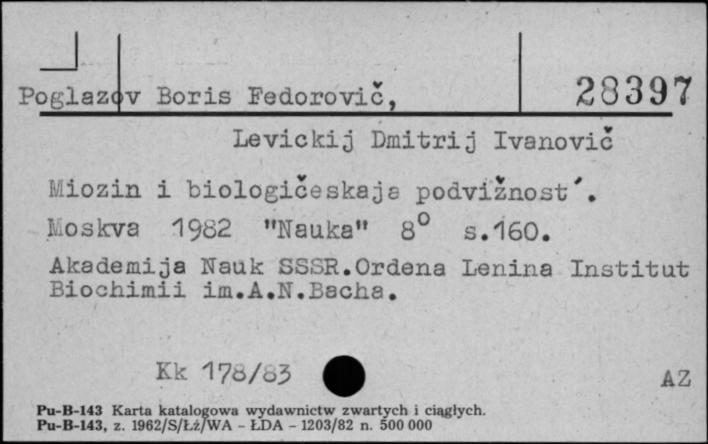 Poglazov Boris Fedorovič, 28397
Levickij Dmitrij Ivanovič
Miozin i biologičeskaja podvižnost´.
Moskva 1982 "Nauka" 8° s.160.
Akademija Nauk SSSR.Ordena Lenina Institut
Biochimii im.A.N.Bacha.
Kk 178/83 AZ
Pu-B-143 Karta katalogowa wydawnictw zwartych i ciągłych.
Pu-B-143, z. 1962/S/Łż/WA - ŁDA - 1203/82 n. 500 000